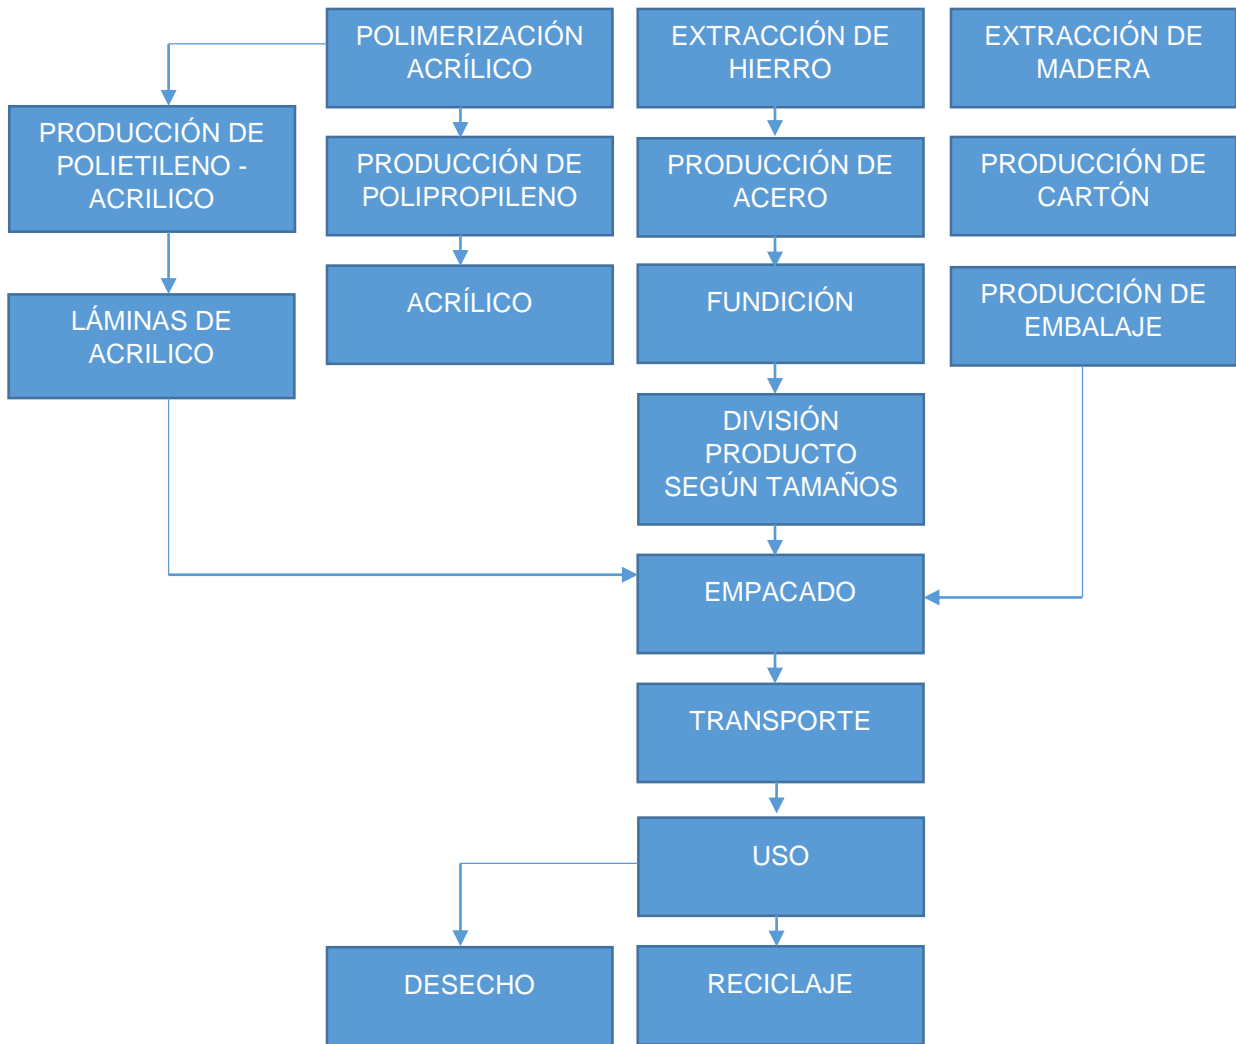 POLIMERIZACIÓN
ACRÍLICO
EXTRACCIÓN DE
HIERRO
EXTRACCIÓN DE
MADERA
PRODUCCIÓN DE
POLIETILENO -
ACRILICO
PRODUCCIÓN DE
POLIPROPILENO
PRODUCCIÓN DE
ACERO
PRODUCCIÓN DE
CARTÓN
LÁMINAS DE
ACRILICO
ACRÍLICO
FUNDICIÓN
PRODUCCIÓN DE
EMBALAJE
DIVISIÓN
PRODUCTO
SEGÚN TAMAÑOS
EMPACADO
TRANSPORTE
USO
DESECHO
RECICLAJE